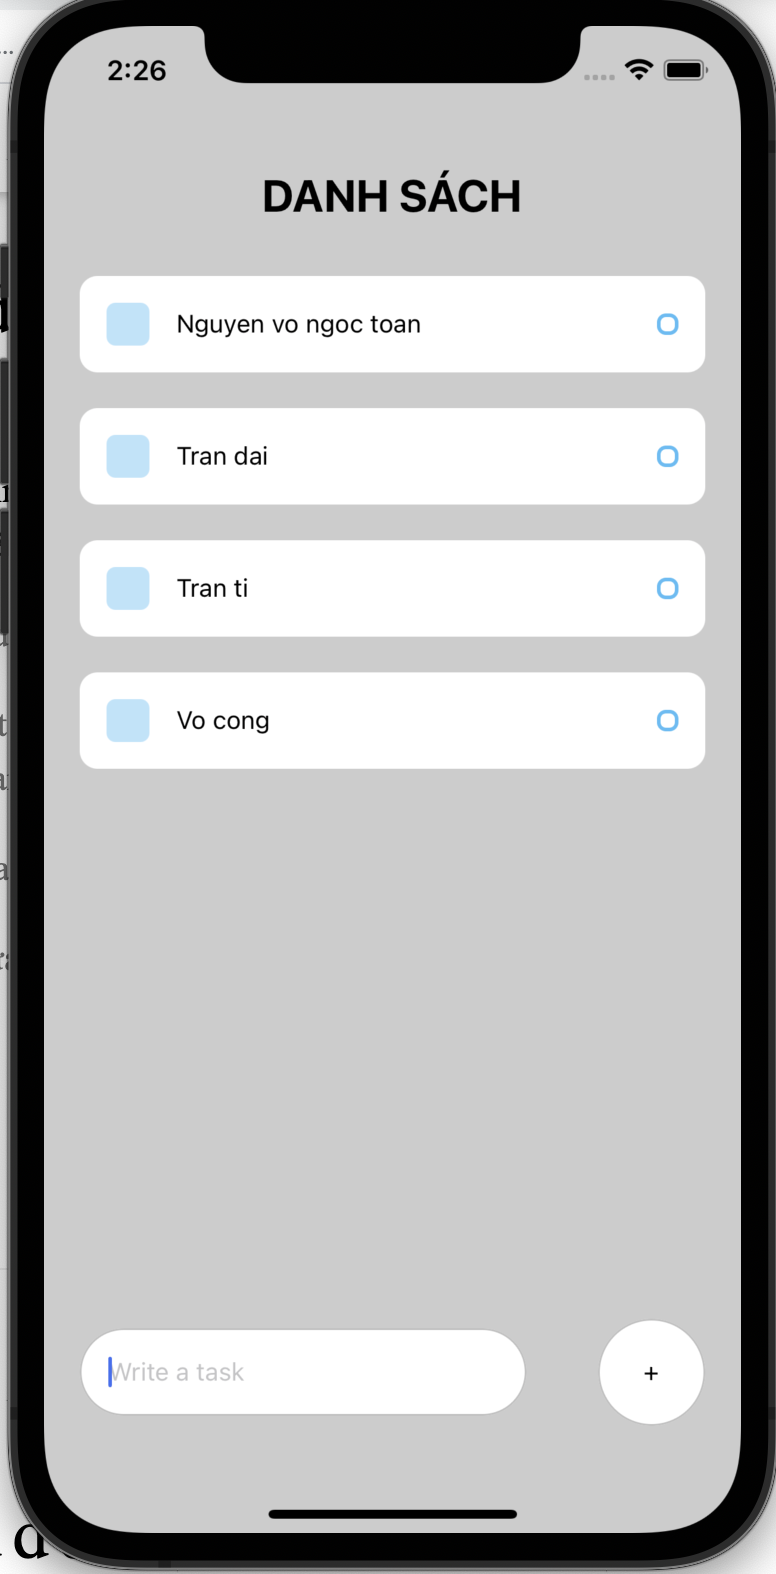 2:26
DANH SÁCH
Nguyen vo ngoc toan
Tran dai
Tran ti
Vo cong
Write a task
+